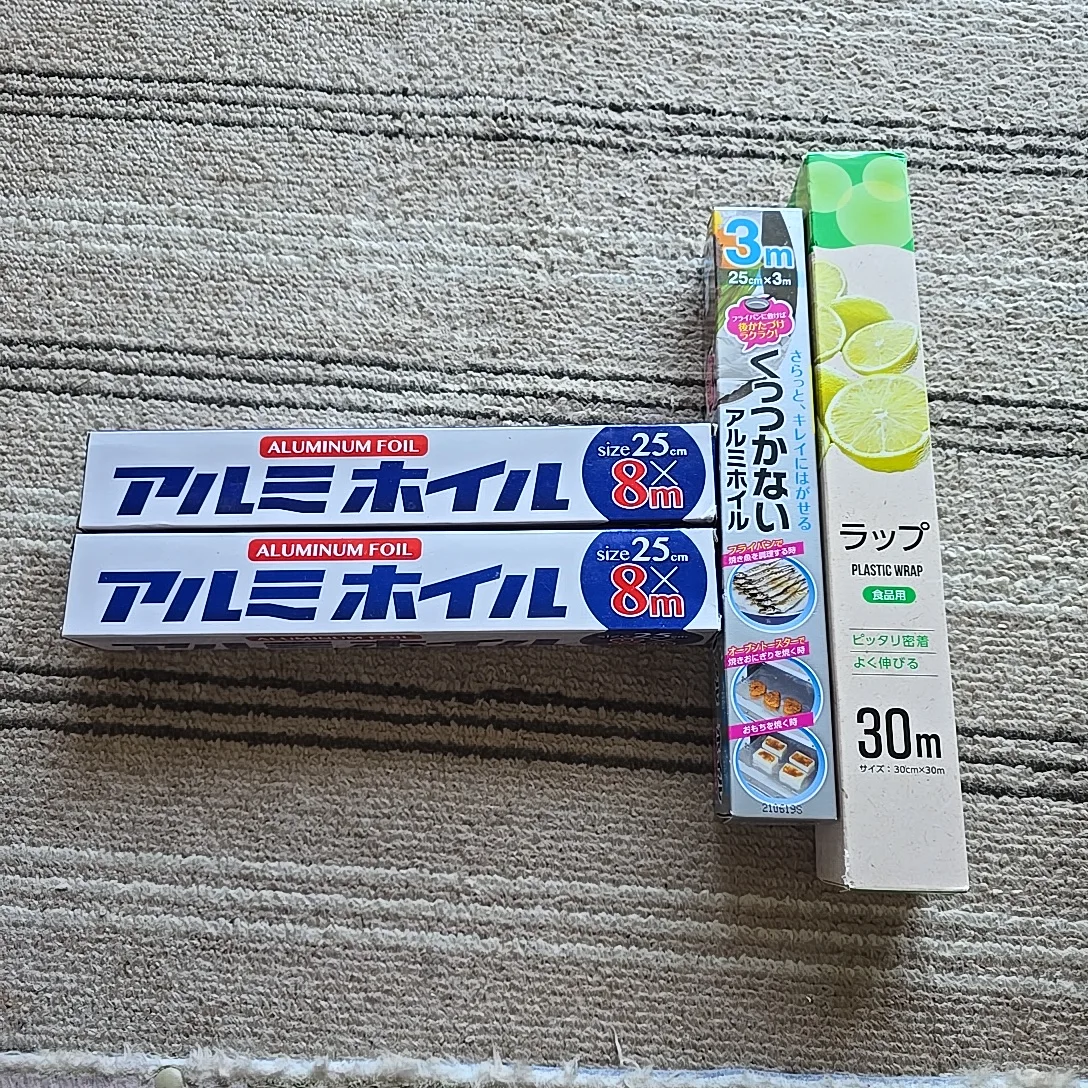 ALUMINUM FOIL
アルミホイル
size 25cm
×
8m
ALUMINUM FOIL
アルミホイル
size 25cm
×
8m
ALUMINUM FOIL
3m
25cm×3m
フライパンに敷けば
後かたづけ
ラクラク!
さらっと、キレイにはがせる
くっつかない
アルミホイル
フライパンで
焼き魚を調理する時
オーブントースターで
焼きおにぎりを焼く時
おもちを焼く時
210619S
ラップ
PLASTIC WRAP
食品用
ピッタリ密着
よく伸びる
30m
サイズ：30cm×30m